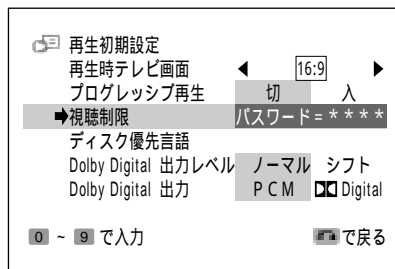 再生初期設定
再生時テレビ画面 ◀ 16:9 ▶
プログレッシブ再生 切 入
➡視聴制限 パスワード=****
ディスク優先言語
Dolby Digital 出力レベル ノーマル シフト
Dolby Digital 出力 PCM Digital
0 ~ 9 で入力 で戻る